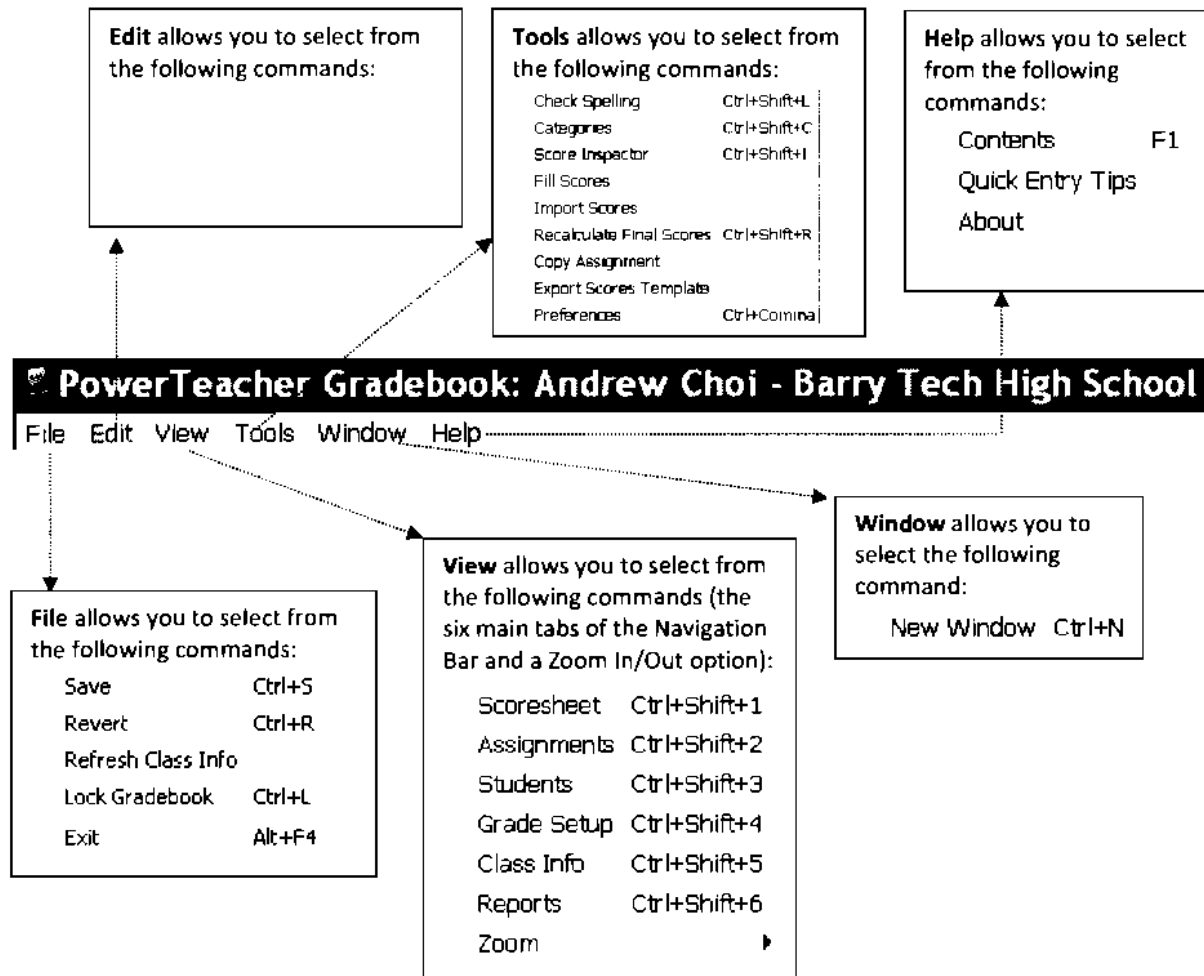 Edit allows you to select from
the following commands:
Tools allows you to select from
the following commands:
Check Spelling Ctrl+Shift+L
Categories Ctrl+Shift+C
Score Inspector Ctrl+Shift+I
Fill Scores
Import Scores
Recalculate Final Scores Ctrl+Shift+R
Copy Assignment
Export Scores Template
Preferences Ctrl+Comma
Help allows you to select
from the following
commands:
Contents F1
Quick Entry Tips
About
PowerTeacher Gradebook: Andrew Choi - Barry Tech High School
File Edit View Tools Window Help
File allows you to select from
the following commands:
Save Ctrl+S
Revert Ctrl+R
Refresh Class Info
Lock Gradebook Ctrl+L
Exit Alt+F4
View allows you to select from
the following commands (the
six main tabs of the Navigation
Bar and a Zoom In/Out option):
Scoresheet Ctrl+Shift+1
Assignments Ctrl+Shift+2
Students Ctrl+Shift+3
Grade Setup Ctrl+Shift+4
Class Info Ctrl+Shift+5
Reports Ctrl+Shift+6
Zoom
Window allows you to
select the following
command:
New Window Ctrl+N